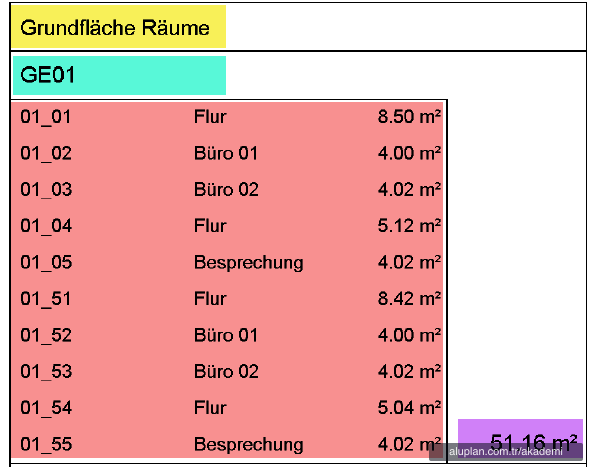 Grundfläche Räume
GE01
01_01 Flur 8.50 m²
01_02 Büro 01 4.00 m²
01_03 Büro 02 4.02 m²
01_04 Flur 5.12 m²
01_05 Besprechung 4.02 m²
01_51 Flur 8.42 m²
01_52 Büro 01 4.00 m²
01_53 Büro 02 4.02 m²
01_54 Flur 5.04 m²
01_55 Besprechung 4.02 m² 51.16 m²
aluplan.com.tr/akademi